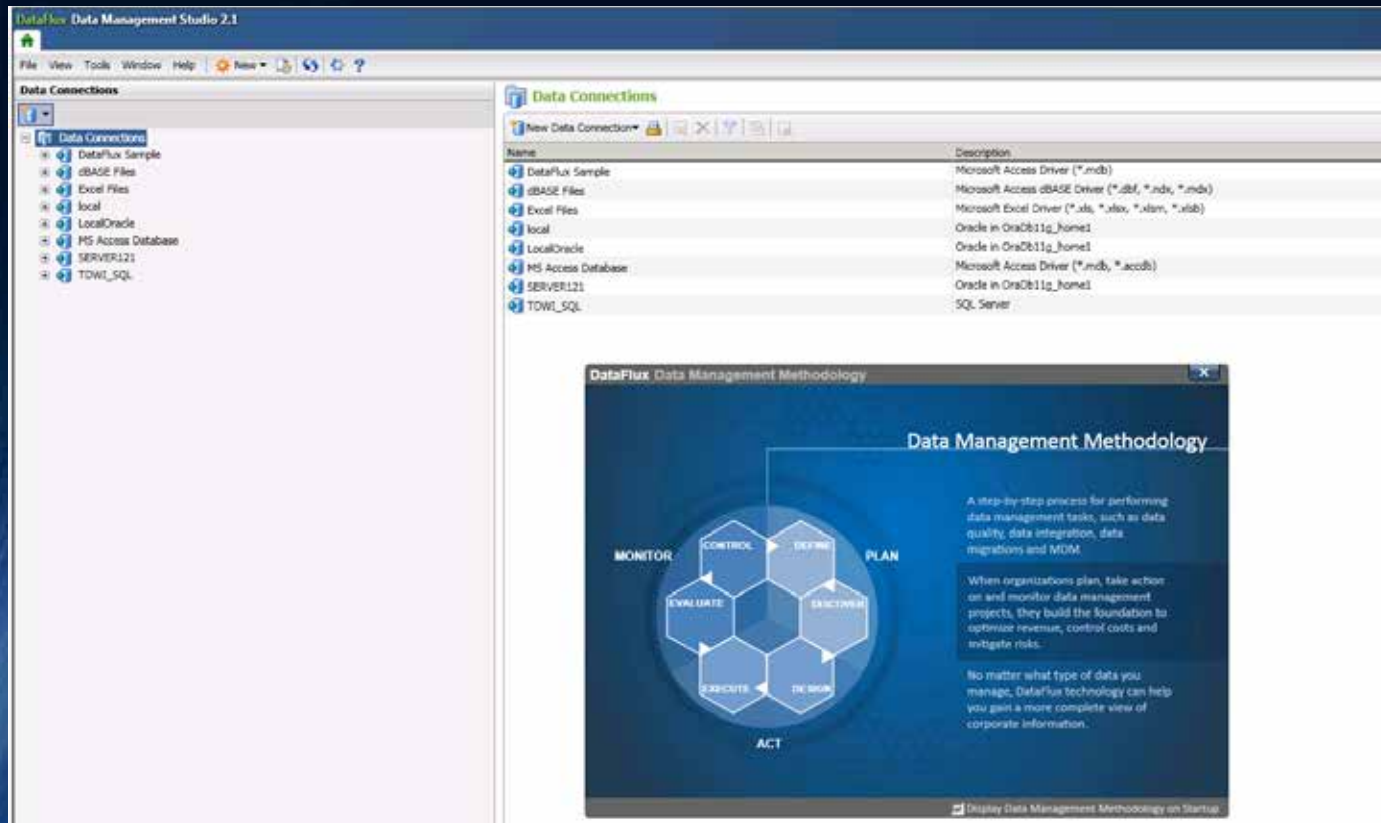 DataFlux Data Management Studio 2.1
File View Tools Window Help New
Data Connections
Data Connections
DataFlux Sample
dBASE Files
Excel Files
local
LocalOracle
MS Access Database
SERVER121
TDWI_SQL
Data Connections
New Data Connection
Name Description
DataFlux Sample Microsoft Access Driver (*.mdb)
dBASE Files Microsoft Access dBASE Driver (*.dbf, *.ndx, *.mdx)
Excel Files Microsoft Excel Driver (*.xls, *.xlsx, *.xlsm, *.xlsb)
local Oracle in OraDb11g_home1
LocalOracle Oracle in OraDb11g_home1
MS Access Database Microsoft Access Driver (*.mdb, *.accdb)
SERVER121 Oracle in OraDb11g_home1
TDWI_SQL SQL Server
DataFlux Data Management Methodology
Data Management Methodology
A step-by-step process for performing
data management tasks, such as data
quality, data integration, data
migrations and MDM
When organizations plan, take action
on and monitor data management
projects, they build the foundation to
optimize revenue, control costs and
mitigate risks.
No matter what type of data you
manage, DataFlux technology can help
you gain a more complete view of
corporate information.
MONITOR
CONTROL
DEFINE
PLAN
EVALUATE
DISCOVER
EXECUTE
DESIGN
ACT
Display Data Management Methodology on Startup